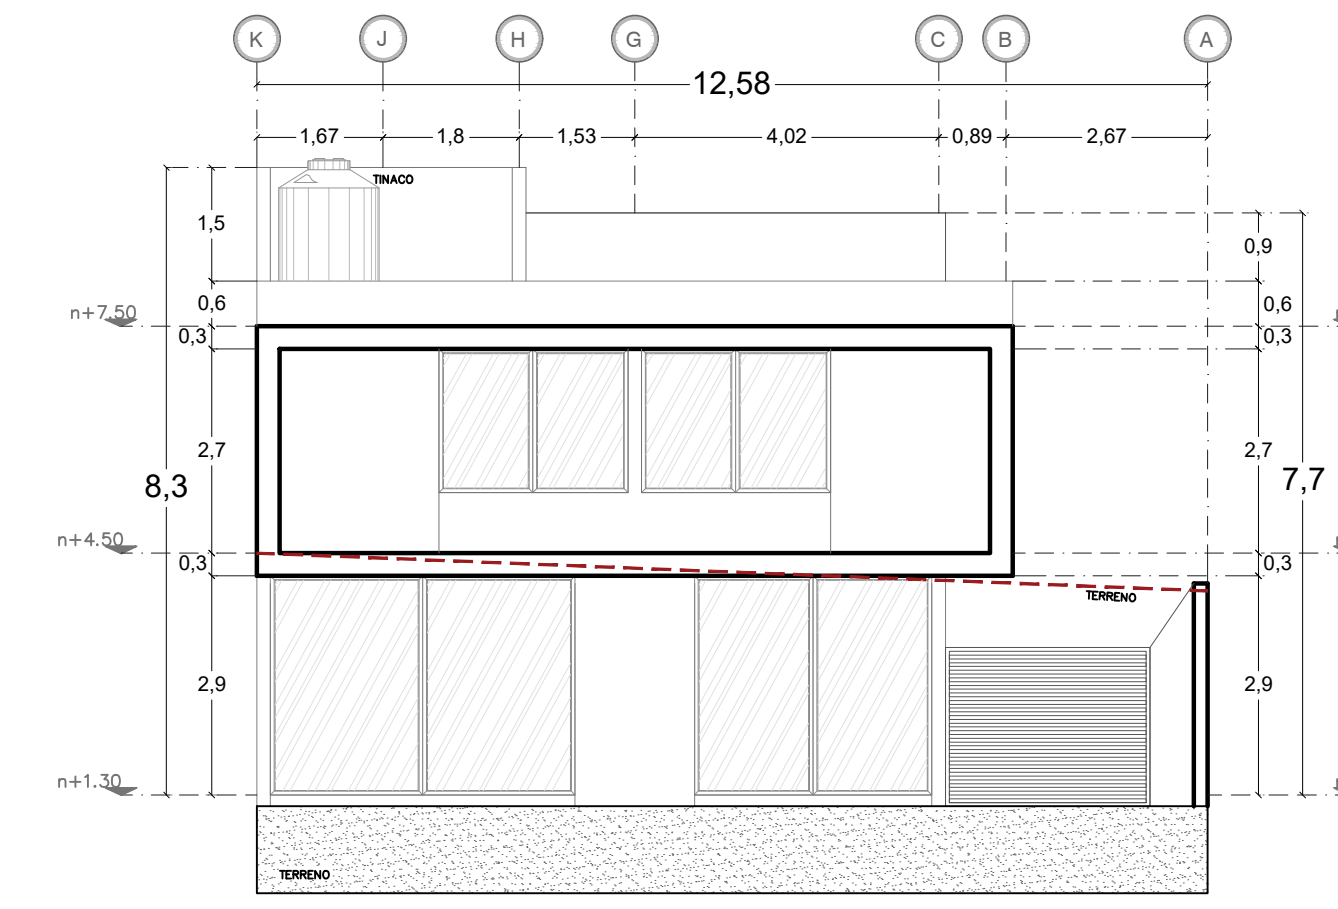 K J H G C B A
12,58
1,67 1,8 1,53 4,02 0,89 2,67
TINACO
1,5
0,9
0,6
0,6
n+7.50
0,3
0,3
2,7
2,7
8,3
7,7
n+4.50
0,3
0,3
TERRENO
2,9
2,9
n+1.30
TERRENO